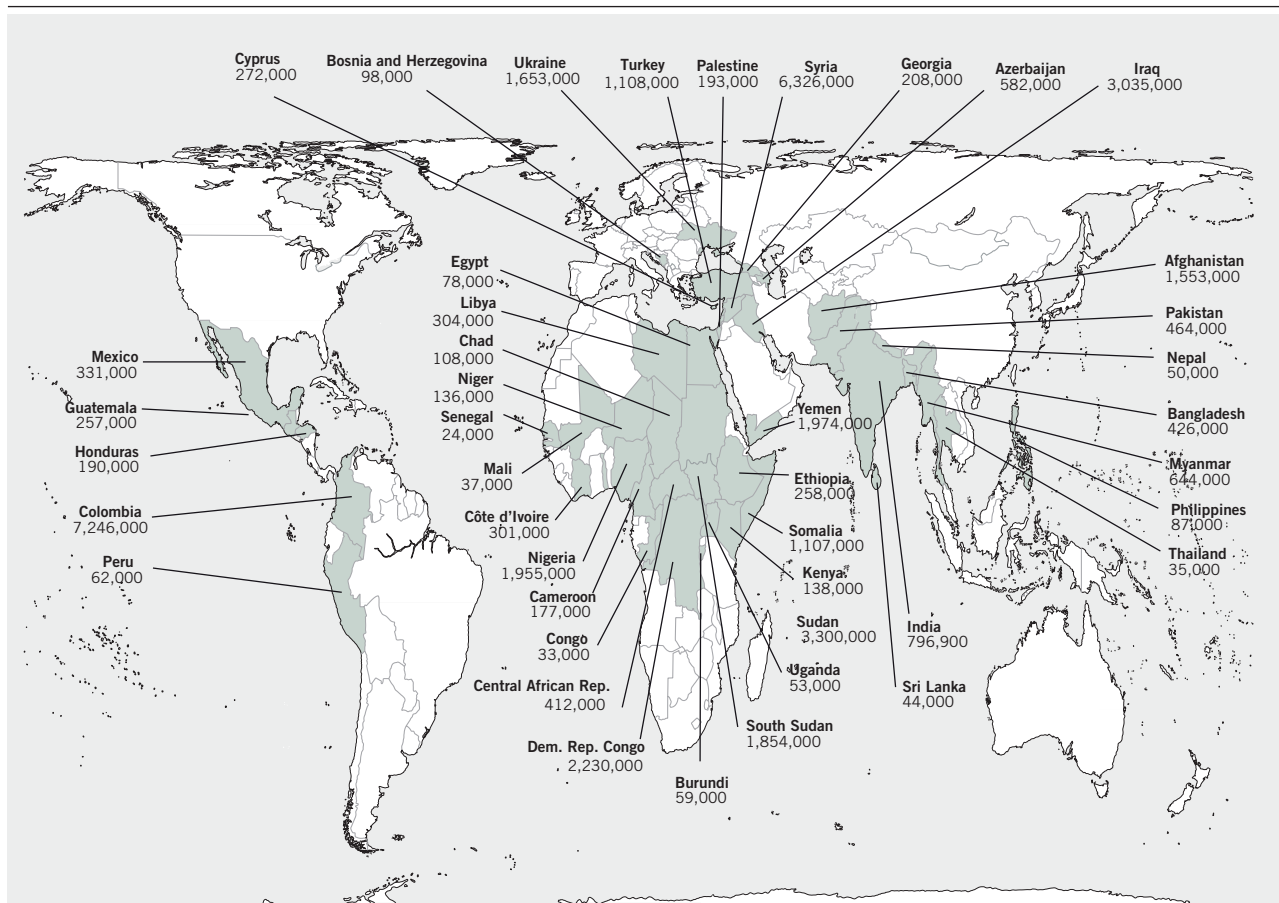 Cyprus
272,000
Bosnia and Herzegovina
98,000
Ukraine
1,653,000
Turkey
1,108,000
Palestine
193,000
Syria
6,326,000
Georgia
208,000
Azerbaijan
582,000
Iraq
3,035,000
Egypt
78,000
Libya
304,000
Chad
108,000
Niger
136,000
Senegal
24,000
Mali
37,000
Côte d'Ivoire
301,000
Nigeria
1,955,000
Cameroon
177,000
Congo
33,000
Central African Rep.
412,000
Dem. Rep. Congo
2,230,000
Burundi
59,000
Mexico
331,000
Guatemala
257,000
Honduras
190,000
Colombia
7,246,000
Peru
62,000
Yemen
1,974,000
Ethiopia
258,000
Somalia
1,107,000
Kenya
138,000
Sudan
3,300,000
Uganda
53,000
South Sudan
1,854,000
India
796,900
Sri Lanka
44,000
Afghanistan
1,553,000
Pakistan
464,000
Nepal
50,000
Bangladesh
426,000
Myanmar
644,000
Philippines
87,000
Thailand
35,000